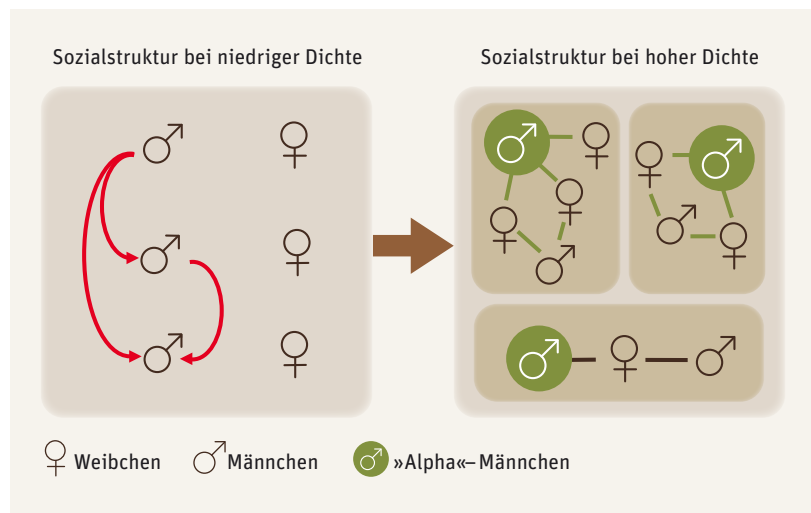 Sozialstruktur bei niedriger Dichte
Sozialstruktur bei hoher Dichte
Weibchen
Männchen
»Alpha«–Männchen